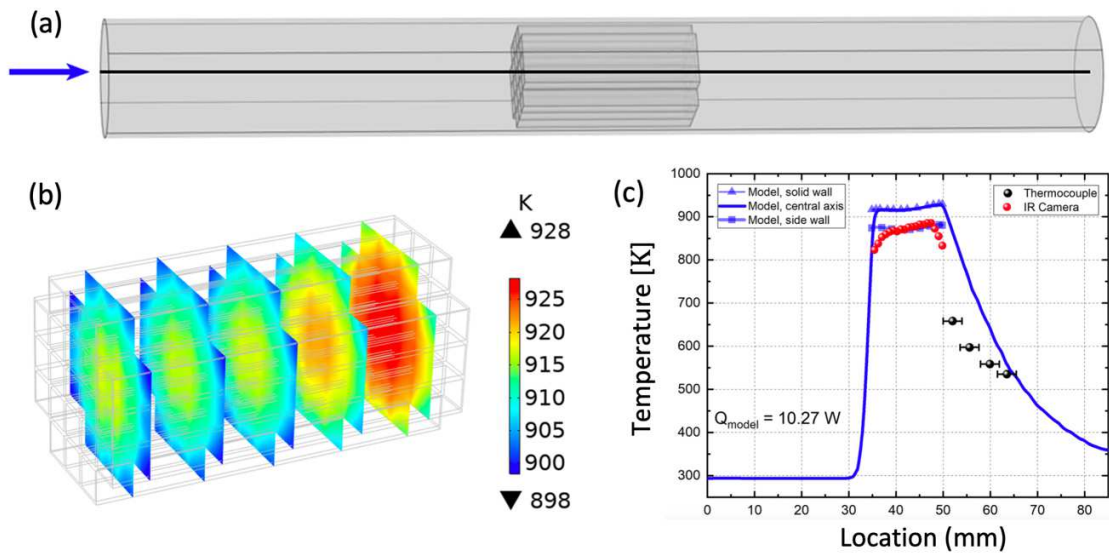 (a)
(b)
K
▲ 928
925
920
915
910
905
900
▼ 898
(c)
1000
900
800
700
600
500
400
300
Temperature [K]
Model, solid wall
Model, central axis
Model, side wall
Thermocouple
IR Camera
Qmodel = 10.27 W
0 10 20 30 40 50 60 70 80
Location (mm)